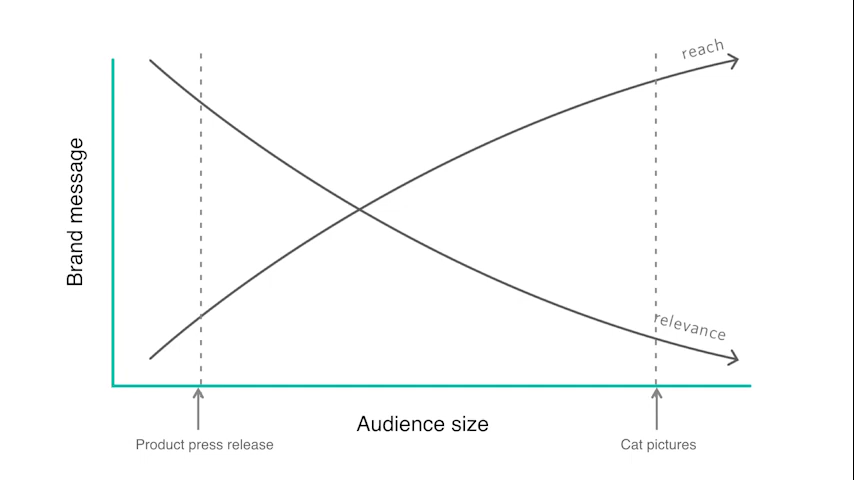 reach
Brand message
relevance
Audience size
Product press release
Cat pictures